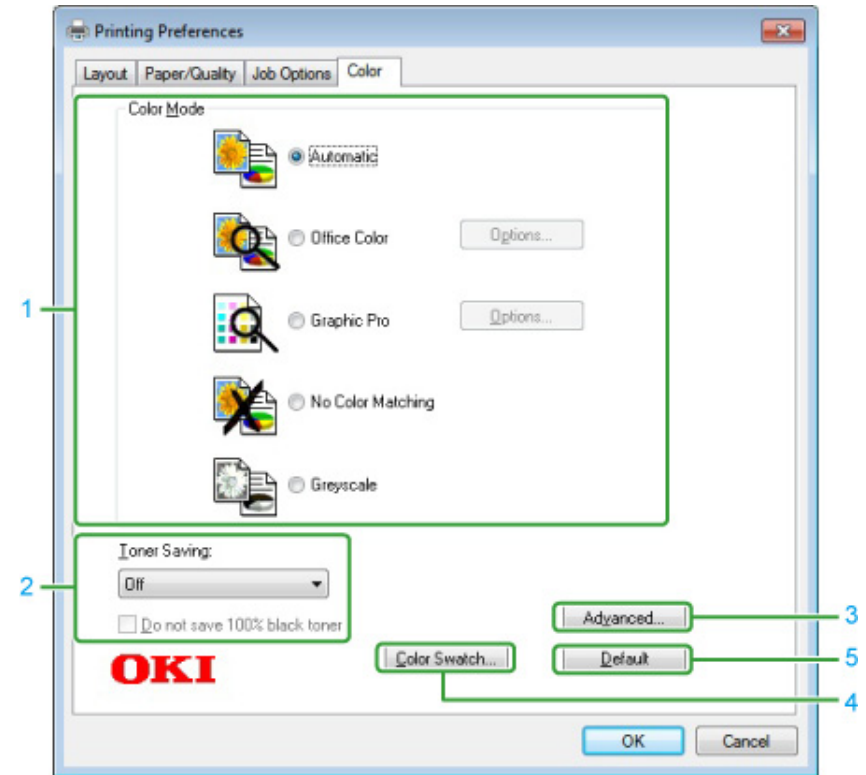 Printing Preferences
Layout Paper/Quality Job Options Color
Color Mode
Automatic
Office Color Options...
1
Graphic Pro Options...
No Color Matching
Greyscale
Toner Saving:
2 Off
Advanced... 3
Do not save 100% black toner
OKI Color Swatch... Default 5
4
OK Cancel